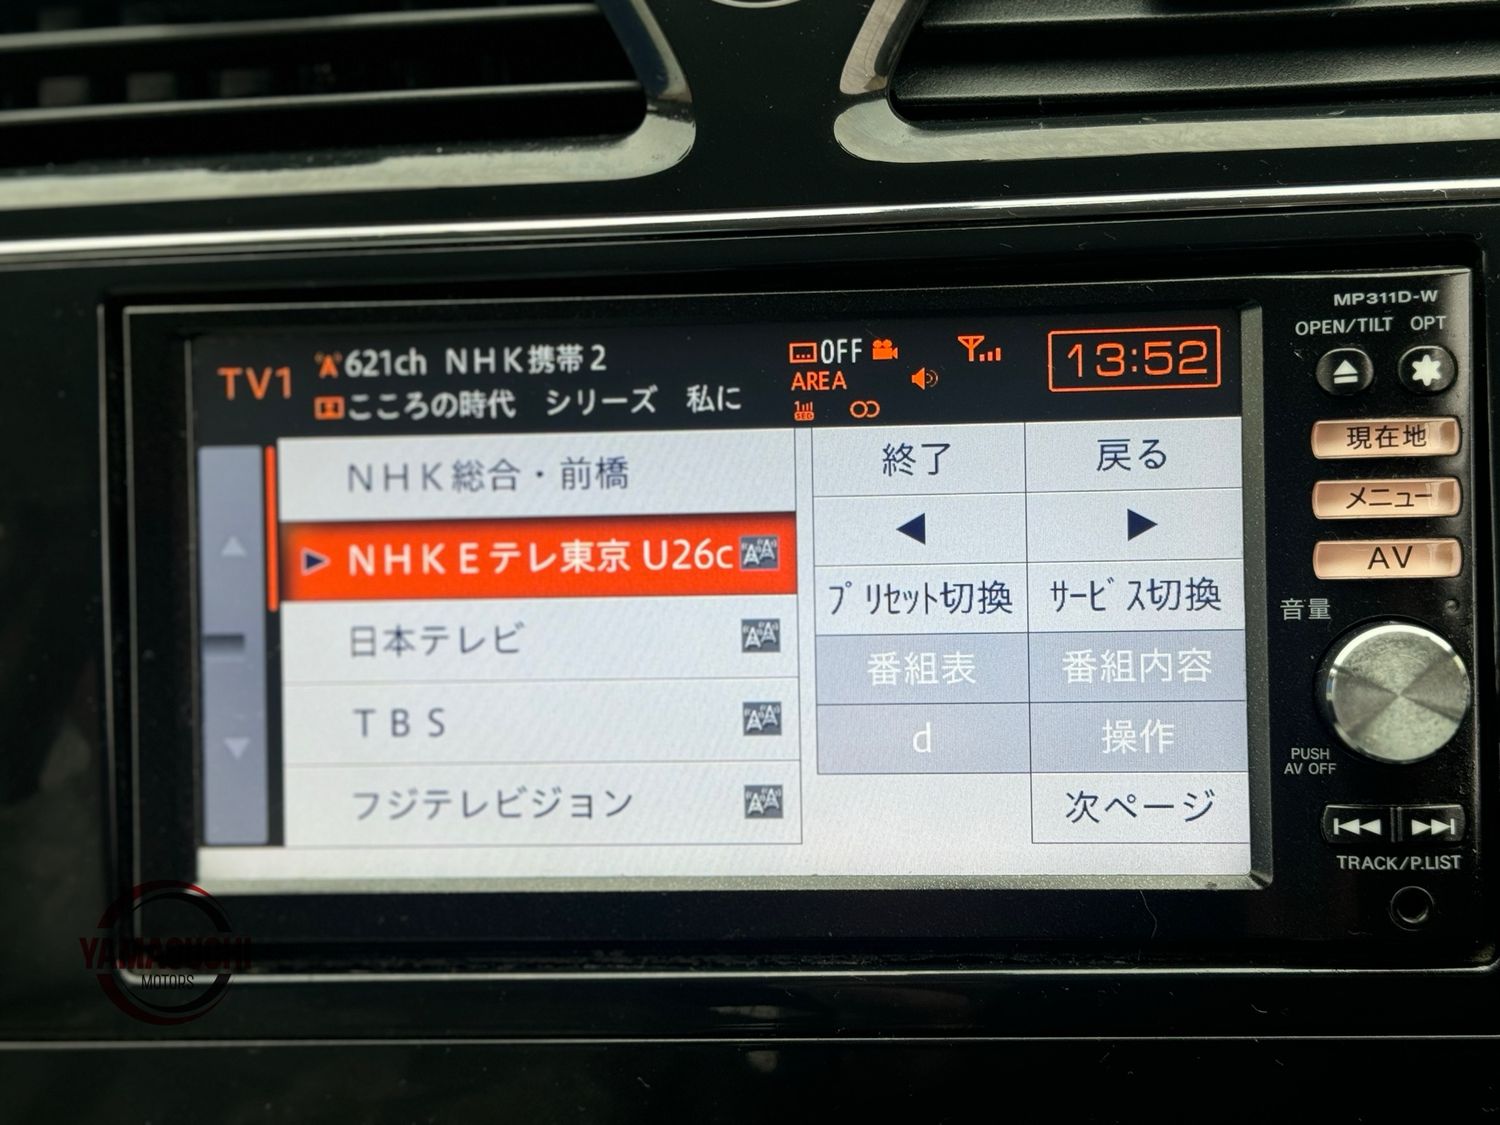 MP311D-W
OPEN/TILT OPT
TV1
621ch NHK携帯2
こころの時代 シリーズ 私に
OFF
AREA
1 SEG
13:52
NHK総合・前橋
NHKEテレ東京 U26c
日本テレビ
TBS
フジテレビジョン
終了
戻る
プリセット切換
サービス切換
番組表
番組内容
d
操作
次ページ
現在地
メニュー
AV
音量
PUSH
AV OFF
TRACK/P.LIST
YAMAGUCHI
MOTORS